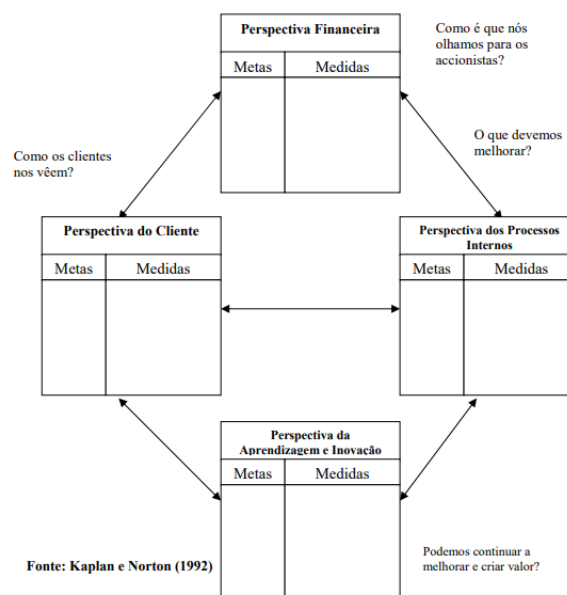 Perspectiva Financeira
Metas Medidas
Como é que nós
olhamos para os
accionistas?
Como os clientes
nos vêem?
O que devemos
melhorar?
Perspectiva do Cliente
Metas Medidas
Perspectiva dos Processos
Internos
Metas Medidas
Perspectiva da
Aprendizagem e Inovação
Metas Medidas
Fonte: Kaplan e Norton (1992)
Podemos continuar a
melhorar e criar valor?